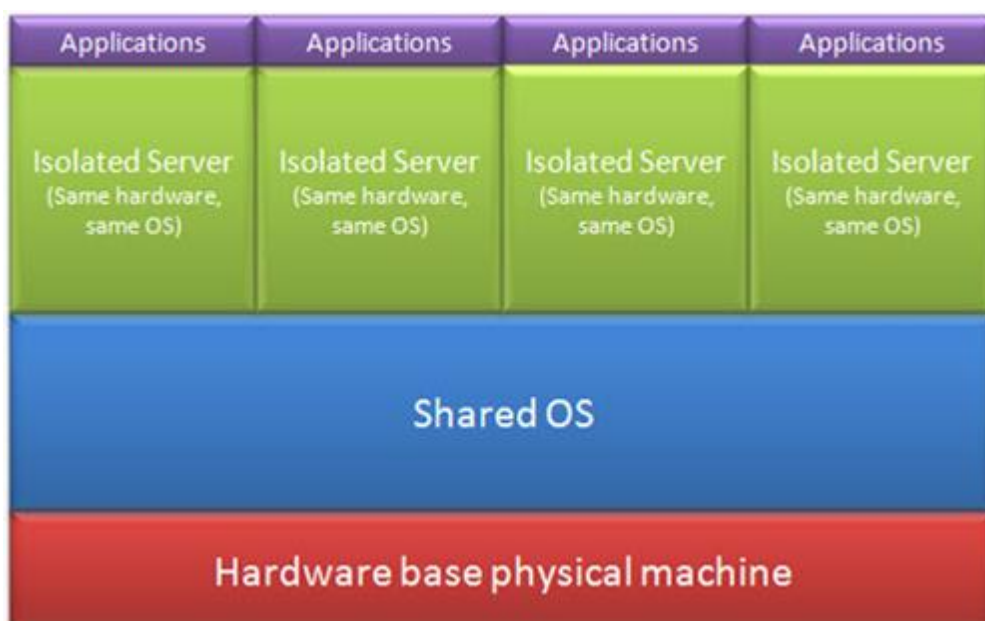 Applications Applications Applications Applications
Isolated Server Isolated Server Isolated Server Isolated Server
(Same hardware, (Same hardware, (Same hardware, (Same hardware,
same OS) same OS) same OS) same OS)
Shared OS
Hardware base physical machine